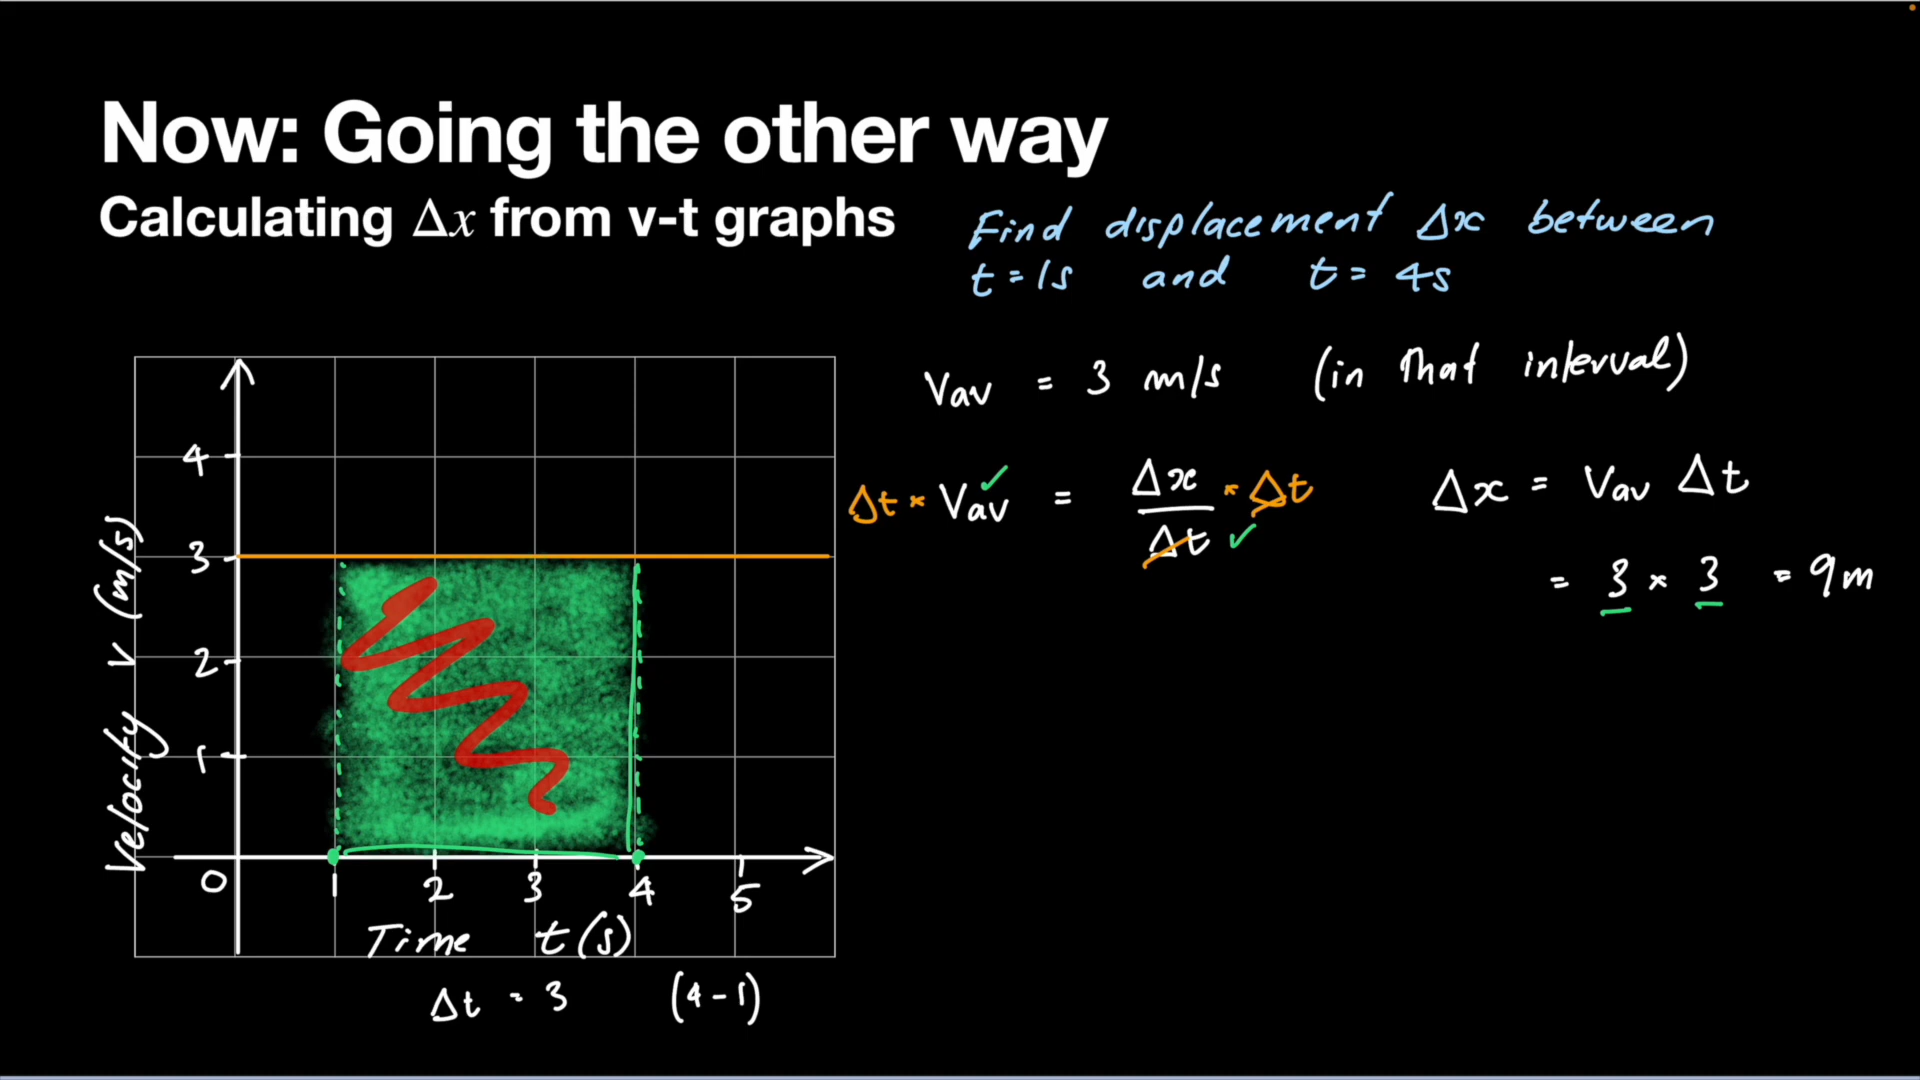 Now: Going the other way
Calculating Δx from v-t graphs
Find displacement Δx between
t = 1s and t = 4s
Vav = 3 m/s (in that interval)
Δt × Vav ✓ = Δx/Δt × Δt ✓
Δx = Vav Δt
= 3 × 3 = 9m
Velocity v (m/s)
4
3
2
1
0 1 2 3 4 5
Time t (s)
Δt = 3 (4 - 1)